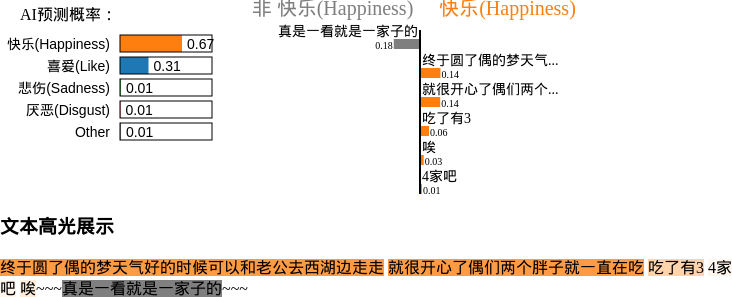 AI预测概率：
快乐(Happiness) 0.67
喜爱(Like) 0.31
悲伤(Sadness) 0.01
厌恶(Disgust) 0.01
Other 0.01
非 快乐(Happiness) 快乐(Happiness)
真是一看就是一家子的
0.18
终于圆了偶的梦天气...
0.14
就很开心了偶们两个...
0.14
吃了有3
0.06
唉
0.03
4家吧
0.01
文本高光展示
终于圆了偶的梦天气好的时候可以和老公去西湖边走走 就很开心了偶们两个胖子就一直在吃 吃了有3 4家
吧 唉~~~真是一看就是一家子的~~~